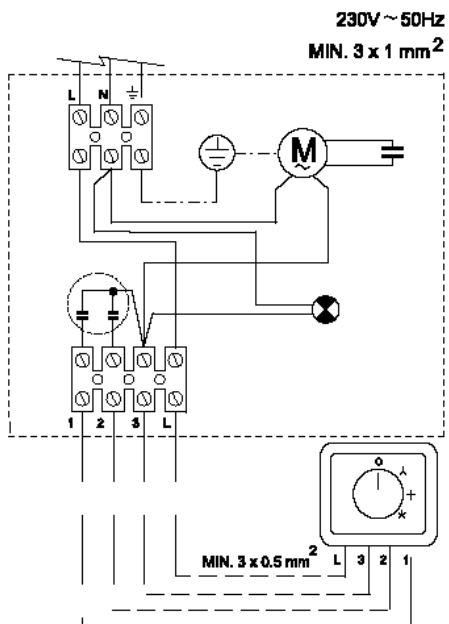 230V ~ 50Hz
MIN. 3 x 1 mm²
L N
M
~
1 2 3 L
0
MIN. 3 x 0.5 mm²
L 3 2 1